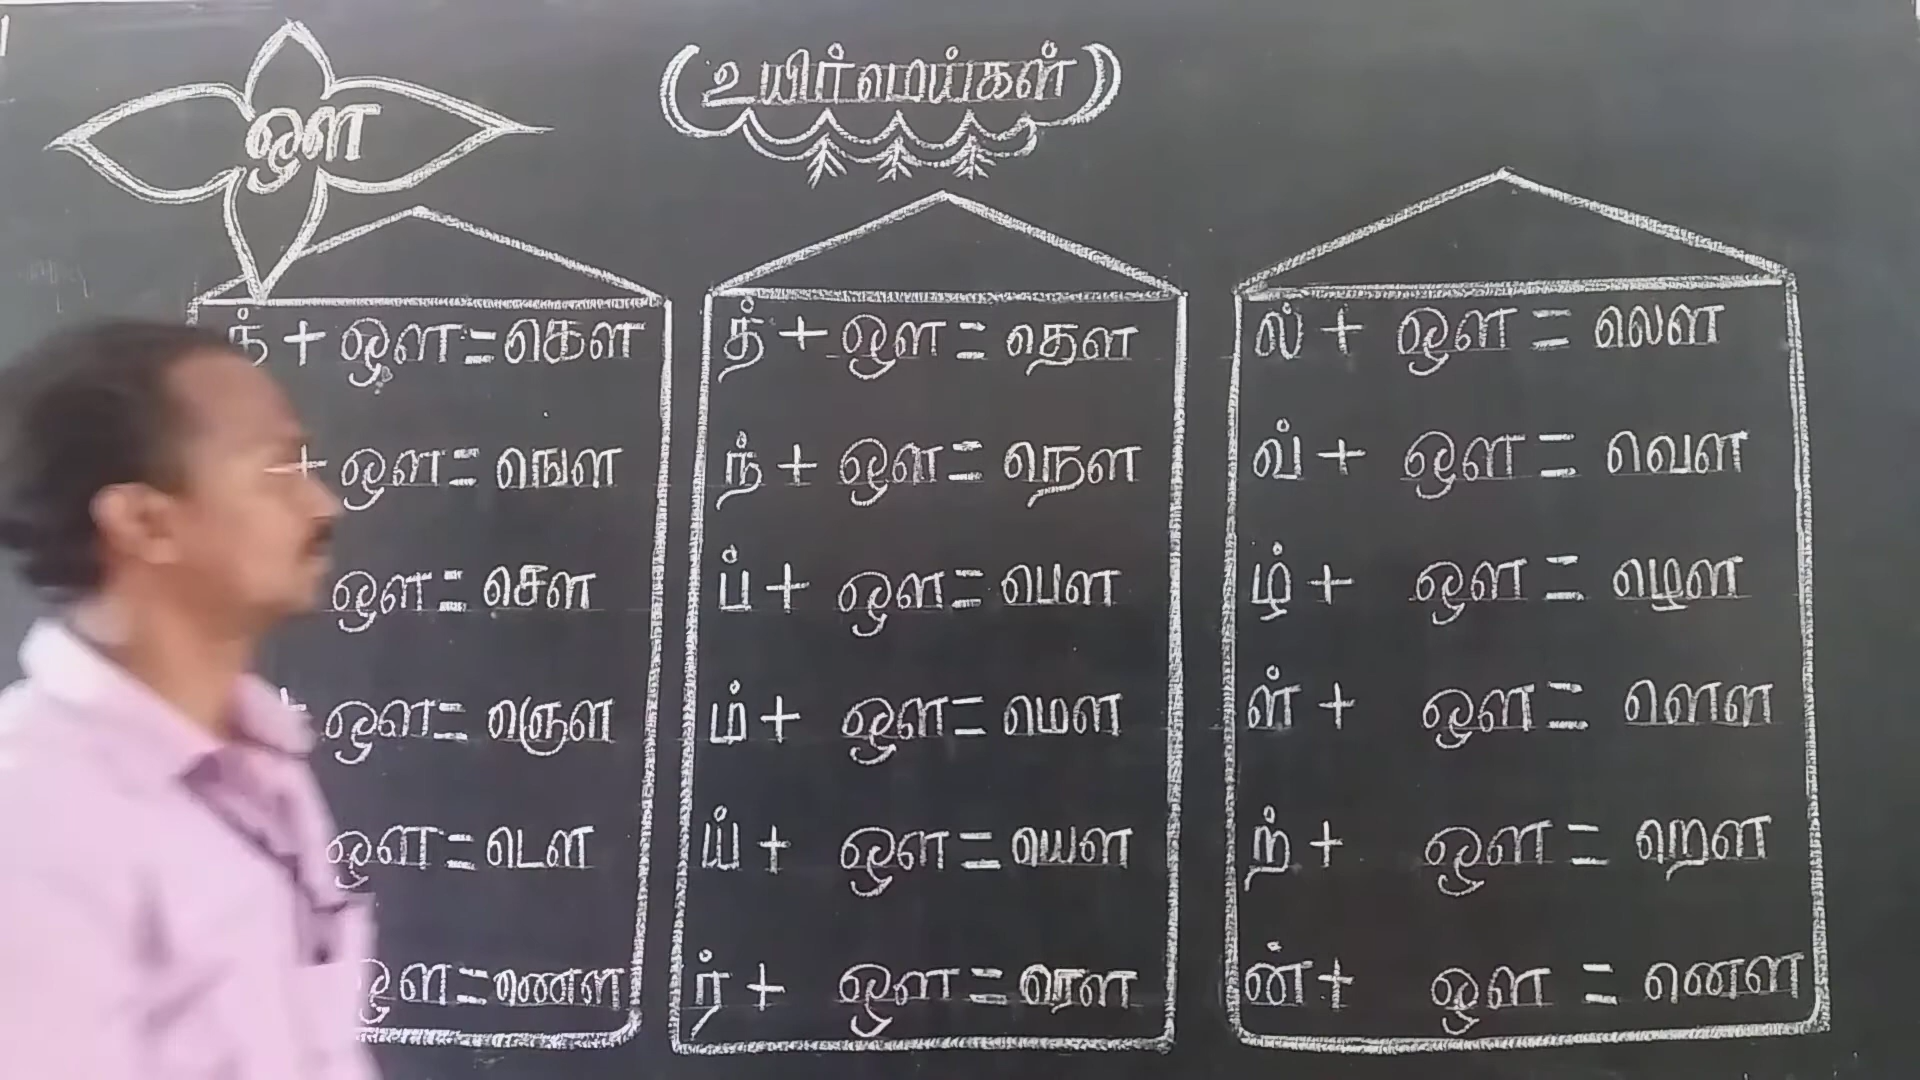 ஔ
உயிர்மெய்கள்
க் + ஔ = கௌ
+ ஔ = ஙௌ
ஔ = சௌ
+ ஔ = ஞௌ
ஔ = டௌ
ஔ = ணௌ
த் + ஔ = தௌ
ந் + ஔ = நௌ
ப் + ஔ = பௌ
ம் + ஔ = மௌ
ய் + ஔ = யௌ
ர் + ஔ = ரௌ
ல் + ஔ = லௌ
வ் + ஔ = வௌ
ழ் + ஔ = ழௌ
ள் + ஔ = ளௌ
ற் + ஔ = றௌ
ன் + ஔ = னௌ